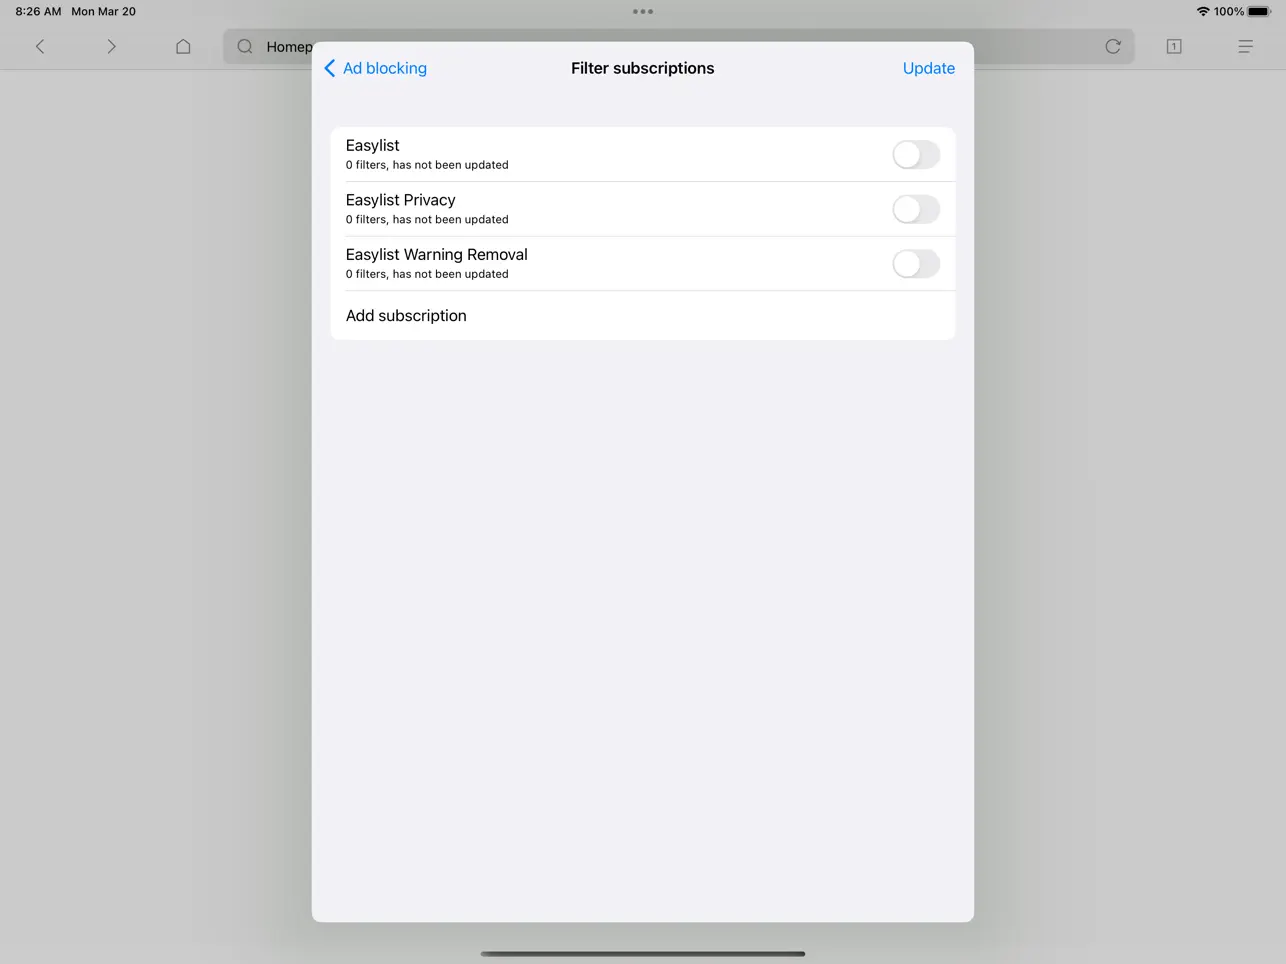 8:26 AM Mon Mar 20
100%
Homep
1
Ad blocking
Filter subscriptions
Update
Easylist
0 filters, has not been updated
Easylist Privacy
0 filters, has not been updated
Easylist Warning Removal
0 filters, has not been updated
Add subscription